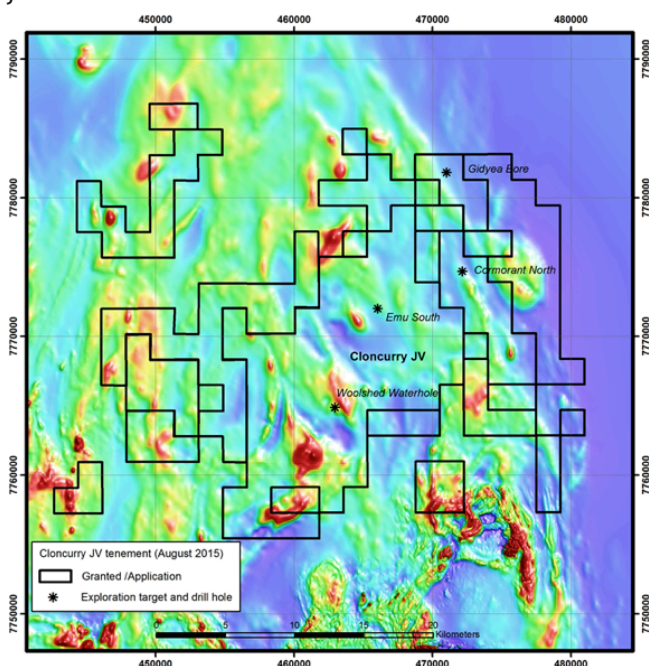 y
450000 460000 470000 480000
7790000 7790000
Gidyea Bore
7780000 7780000
Cormorant North
Emu South
7770000 7770000
Cloncurry JV
Woolshed Waterhole
7760000 7760000
Cloncurry JV tenement (August 2015)
Granted /Application
Exploration target and drill hole
7750000 7750000
0 5 10 20
Kilometers
450000 460000 470000 480000